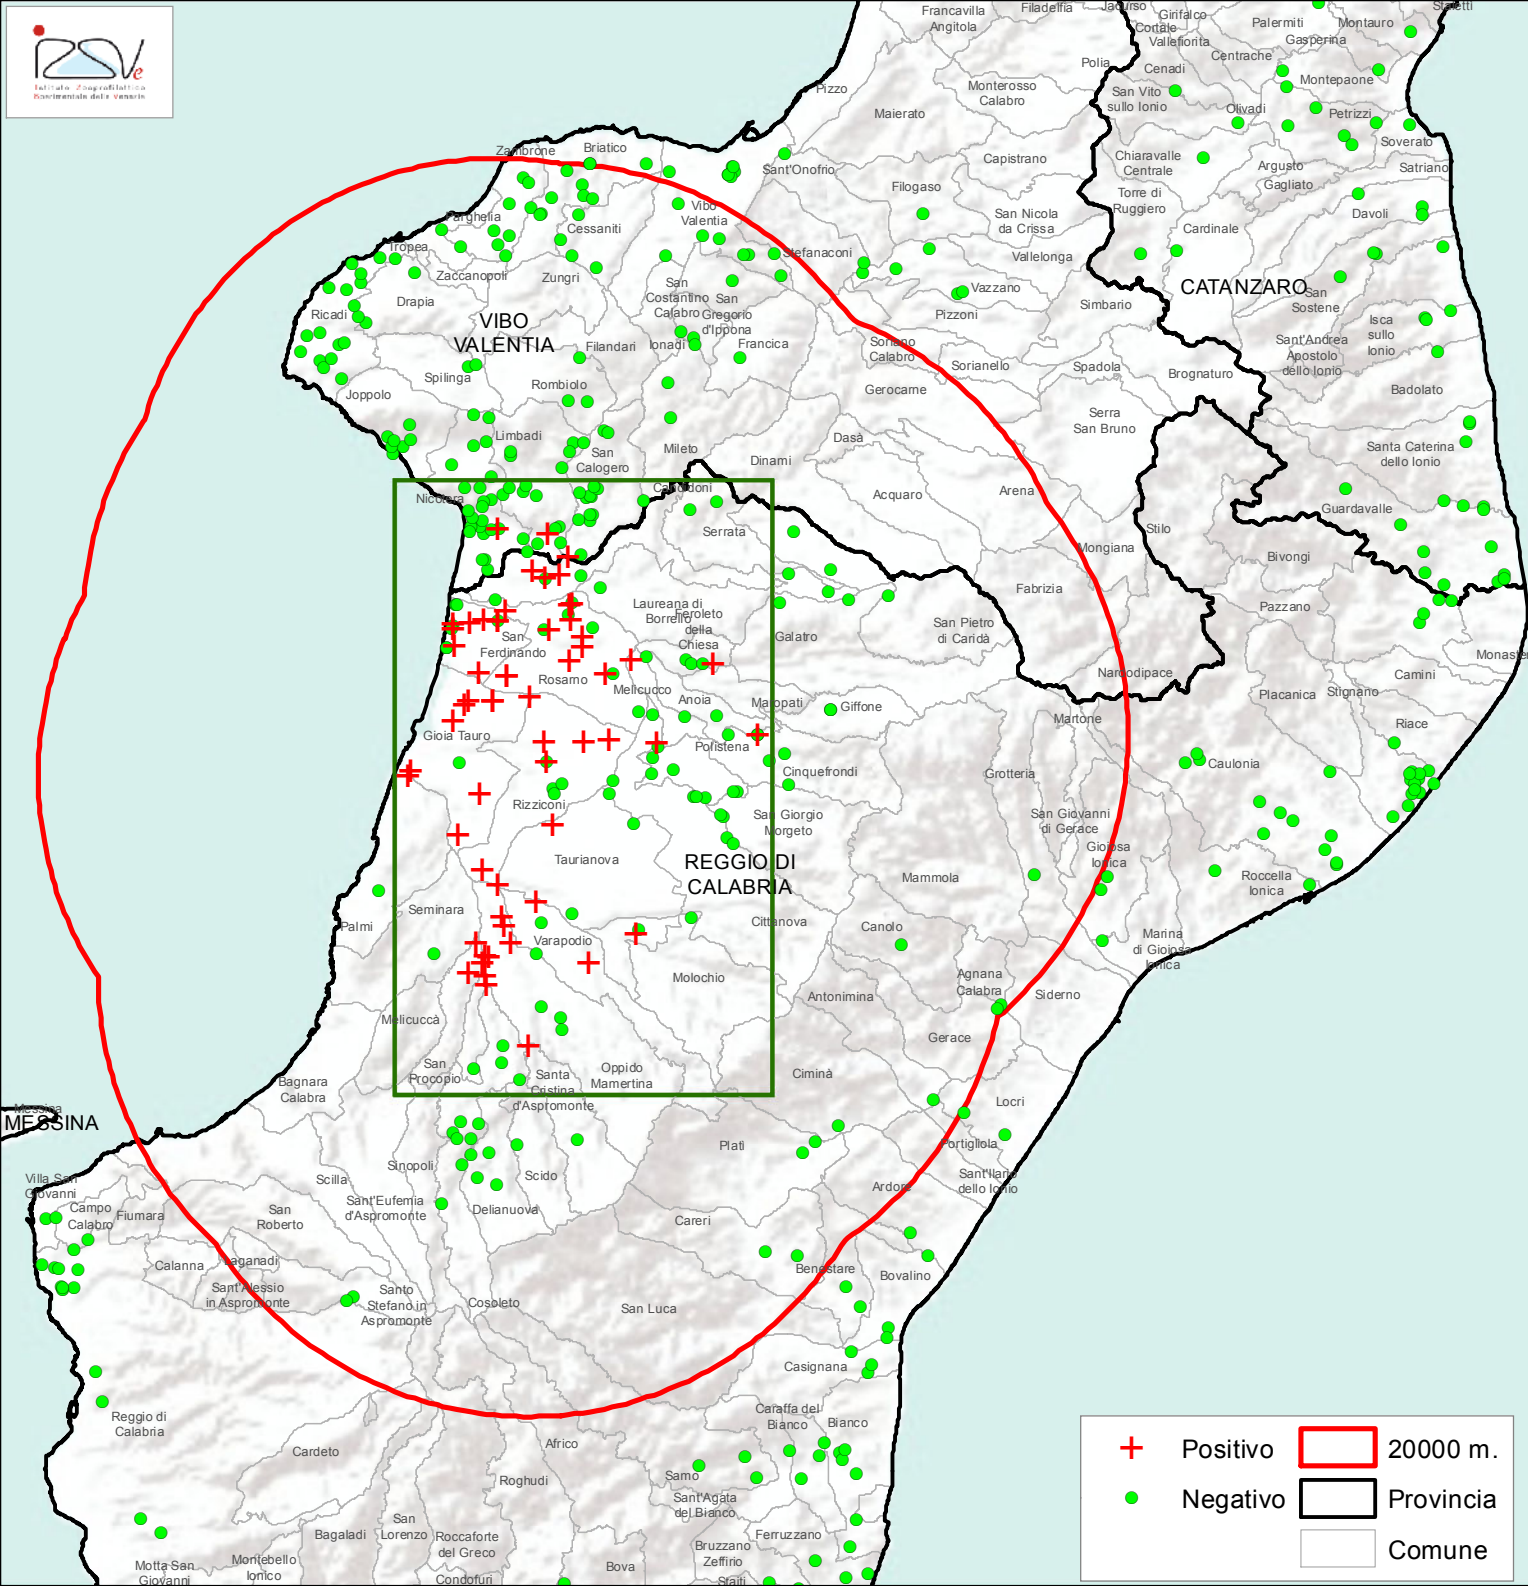 Francavilla
Angitola
Filadelfia
Jacurso
Cortale
Girifalco
Vallefiorita
Palermiti
Gasperina
Montauro
Staletti
Istituto Zooprofilattico
Sperimentale delle Venezie
IZSVe
Pizzo
Polia
Cenadi
Centrache
Montepaone
Maierato
Monterosso
Calabro
San Vito
sullo Ionio
Olivadi
Petrizzi
Soverato
Zambrone
Briatico
Sant'Onofrio
Capistrano
Chiaravalle
Centrale
Argusto
Gagliato
Satriano
Filogaso
Torre di
Ruggiero
Parghelia
Vibo
Valentia
San Nicola
da Crissa
Davoli
Cessaniti
Cardinale
Tropea
Stefanaconi
Vallelonga
Zaccanopoli
Zungri
Drapia
San
Costantino
Calabro
San
Gregorio
d'Ippona
Vazzano
Pizzoni
Simbario
CATANZARO
San
Sostene
Ricadi
VIBO
VALENTIA
Filandari
Ionadi
Francica
Soriano
Calabro
Sorianello
Isca
sullo
Ionio
Sant'Andrea
Apostolo
dello Ionio
Spilinga
Rombiolo
Gerocarne
Spadola
Brognaturo
Badolato
Joppolo
Serra
San Bruno
Limbadi
San
Calogero
Mileto
Dasà
Dinami
Santa Caterina
dello Ionio
Nicotera
Candidoni
Acquaro
Arena
Guardavalle
Serrata
Stilo
Mongiana
Bivongi
Fabrizia
Laureana di
Borrello
Feroleto
della
Chiesa
Galatro
San Pietro
di Caridà
Pazzano
San
Ferdinando
Rosarno
Melicucco
Anoia
Maropati
Giffone
Nardodipace
Camini
Placanica
Stignano
Martone
Riace
Gioia Tauro
Polistena
Cinquefrondi
Grotteria
Caulonia
Rizziconi
San Giorgio
Morgeto
San Giovanni
di Gerace
Gioiosa
Ionica
Taurianova
REGGIO DI
CALABRIA
Mammola
Roccella
Ionica
Seminara
Palmi
Varapodio
Cittanova
Canolo
Marina
di Gioiosa
Ionica
Molochio
Antonimina
Agnana
Calabra
Siderno
Melicuccà
Gerace
San
Procopio
Santa
Cristina
d'Aspromonte
Oppido
Mamertina
Ciminà
Bagnara
Calabra
Locri
Messina
MESSINA
Platì
Portigliola
Sinopoli
Scido
Sant'Ilario
dello Ionio
Villa San
Giovanni
Scilla
Ardore
Campo
Calabro
Fiumara
San
Roberto
Sant'Eufemia
d'Aspromonte
Delianuova
Careri
Calanna
Laganadi
Benestare
Bovalino
Sant'Alessio
in Aspromonte
Santo
Stefano in
Aspromonte
Cosoleto
San Luca
Casignana
Reggio di
Calabria
Caraffa del
Bianco
Bianco
Cardeto
Africo
Roghudi
Samo
Sant'Agata
del Bianco
San
Lorenzo
Bagaladi
Roccaforte
del Greco
Ferruzzano
Bruzzano
Zeffirio
Motta San
Giovanni
Montebello
Ionico
Condofuri
Bova
Staiti
Positivo
20000 m.
Negativo
Provincia
Comune